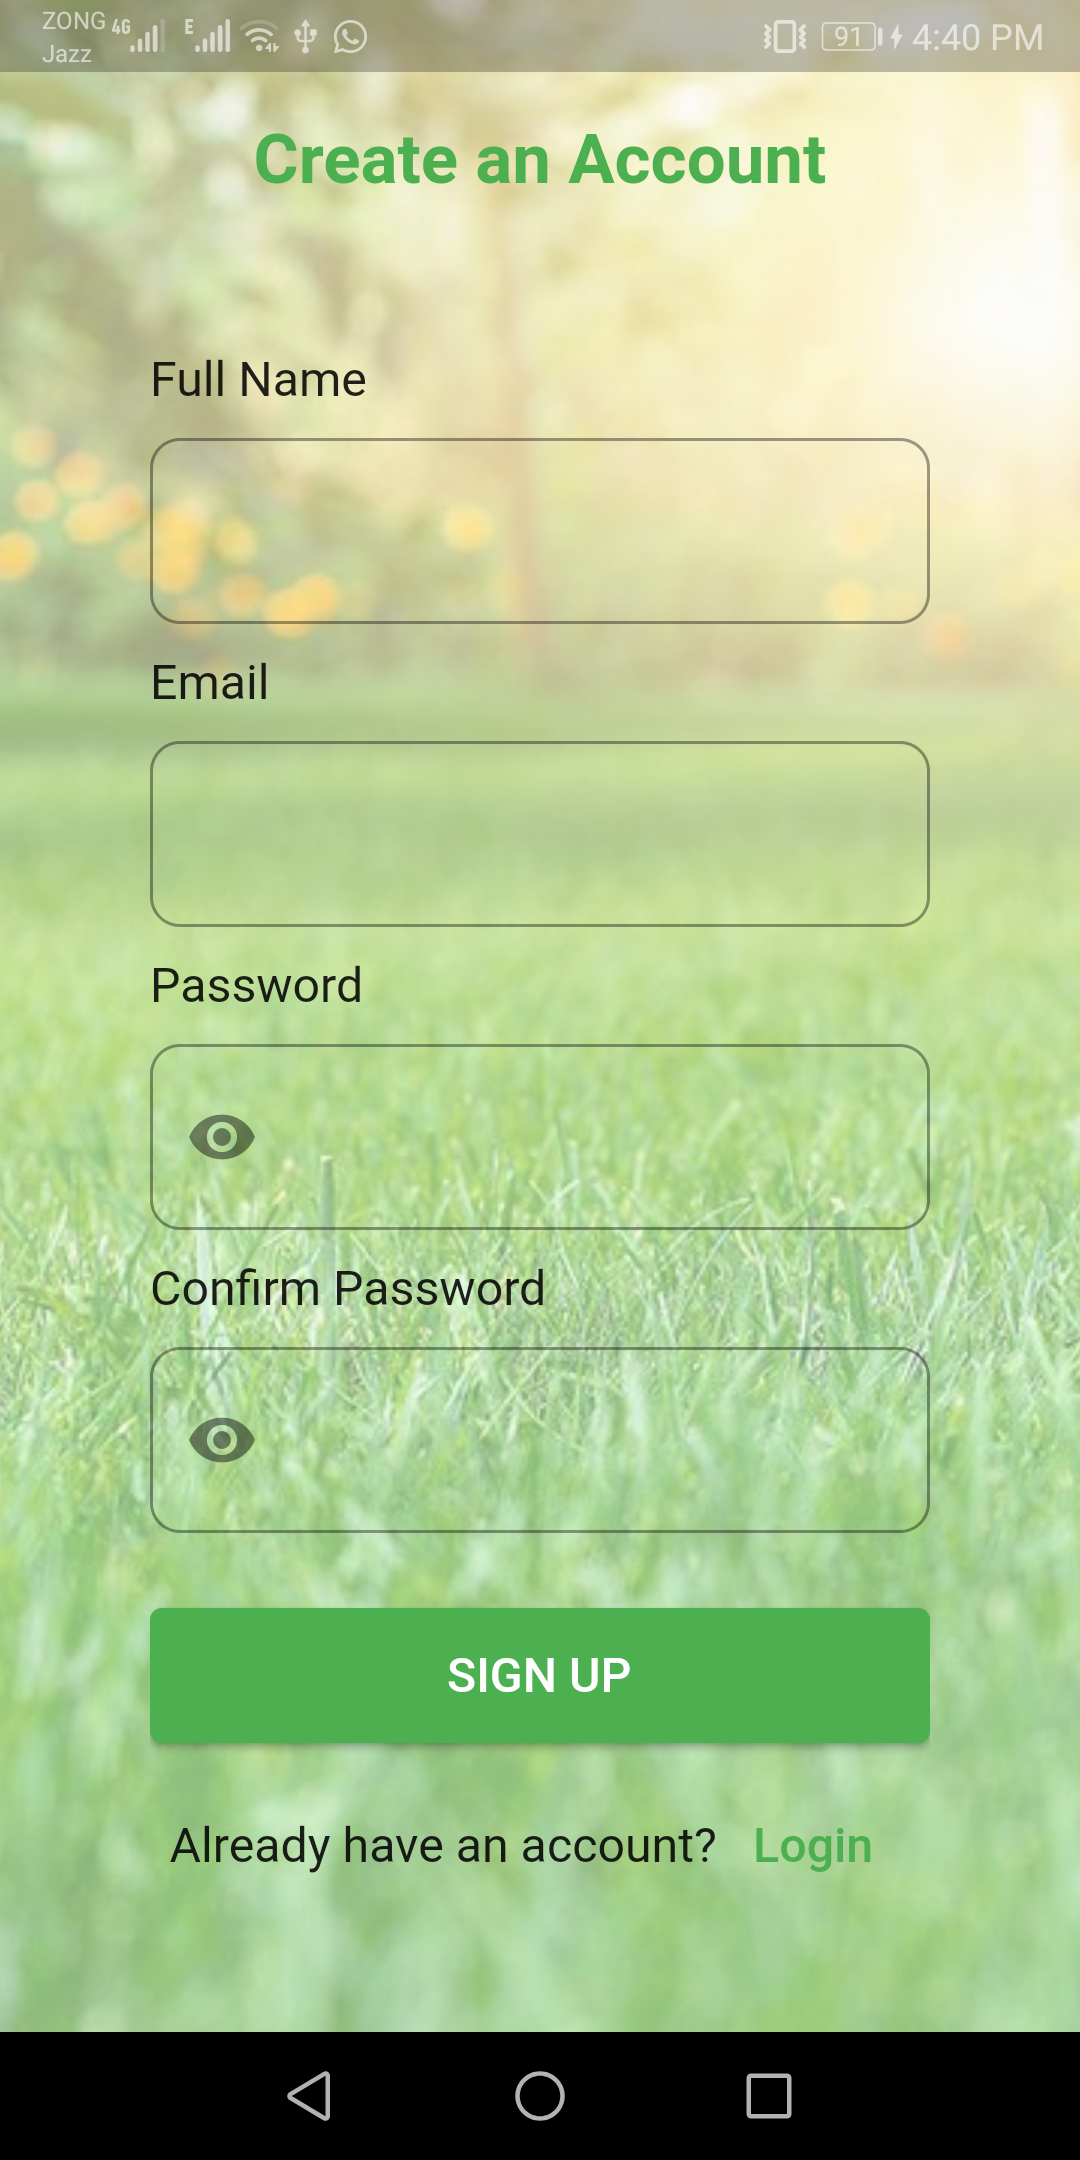 ZONG 4G E 91 4:40 PM
Jazz
Create an Account
Full Name
Email
Password
Confirm Password
SIGN UP
Already have an account? Login